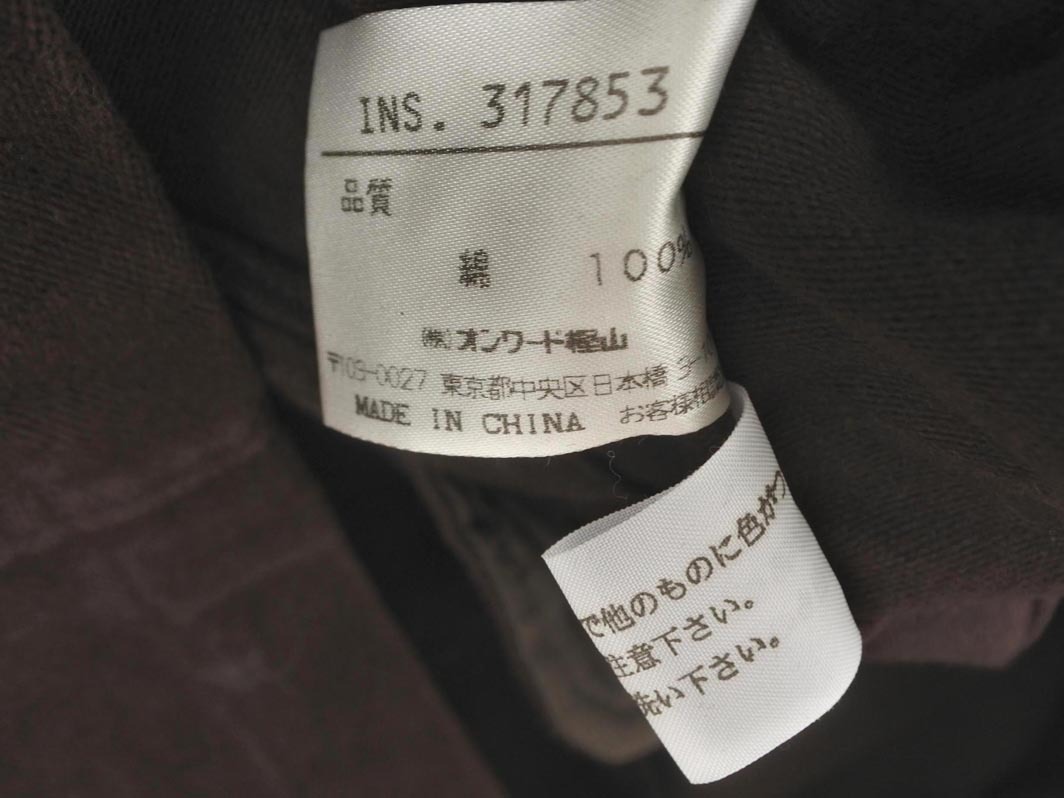 INS. 317853
品質
綿 100%
㈱オンワード樫山
〒103-0027 東京都中央区日本橋
MADE IN CHINA お客様相談
で他のものに色がつ
注意下さい。
洗い下さい。